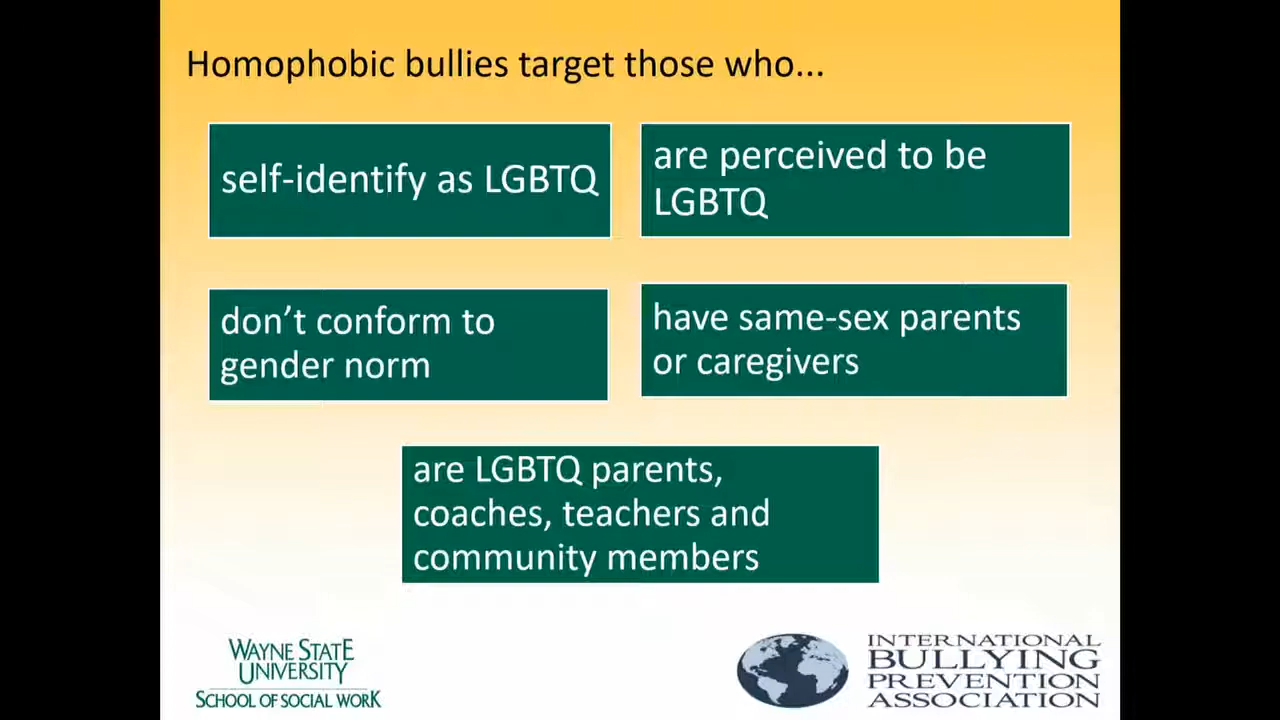 Homophobic bullies target those who...
self-identify as LGBTQ
are perceived to be
LGBTQ
don't conform to
gender norm
have same-sex parents
or caregivers
are LGBTQ parents,
coaches, teachers and
community members
WAYNE STATE
UNIVERSITY
SCHOOL OF SOCIAL WORK
INTERNATIONAL
BULLYING
PREVENTION
ASSOCIATION